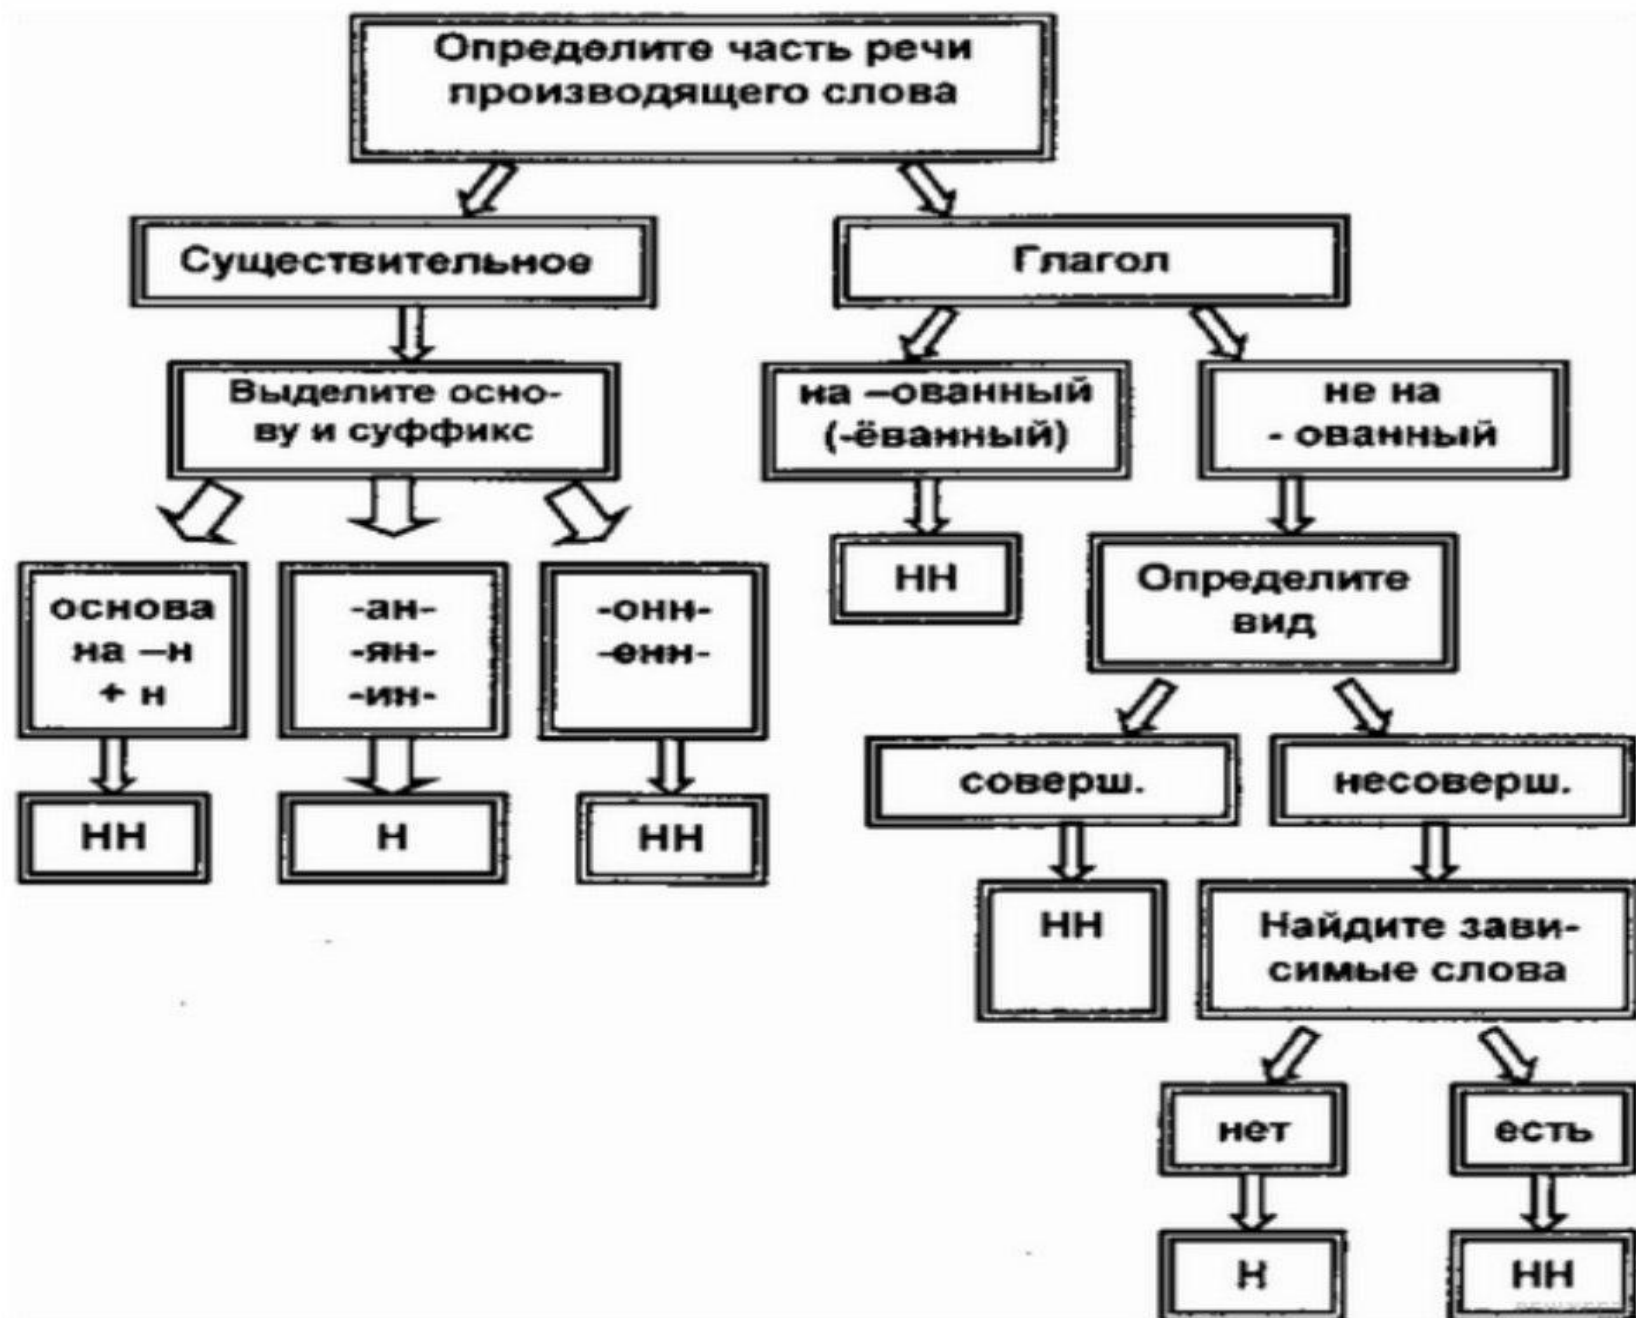 Определите часть речи
производящего слова
Существительное
Глагол
Выделите осно-
ву и суффикс
на –ованный
(-ёванный)
не на
- ованный
основа
на –н
+ н
-ан-
-ян-
-ин-
-онн-
-енн-
НН
Определите
вид
НН
Н
НН
соверш.
несоверш.
НН
Найдите зави-
симые слова
нет
есть
Н
НН